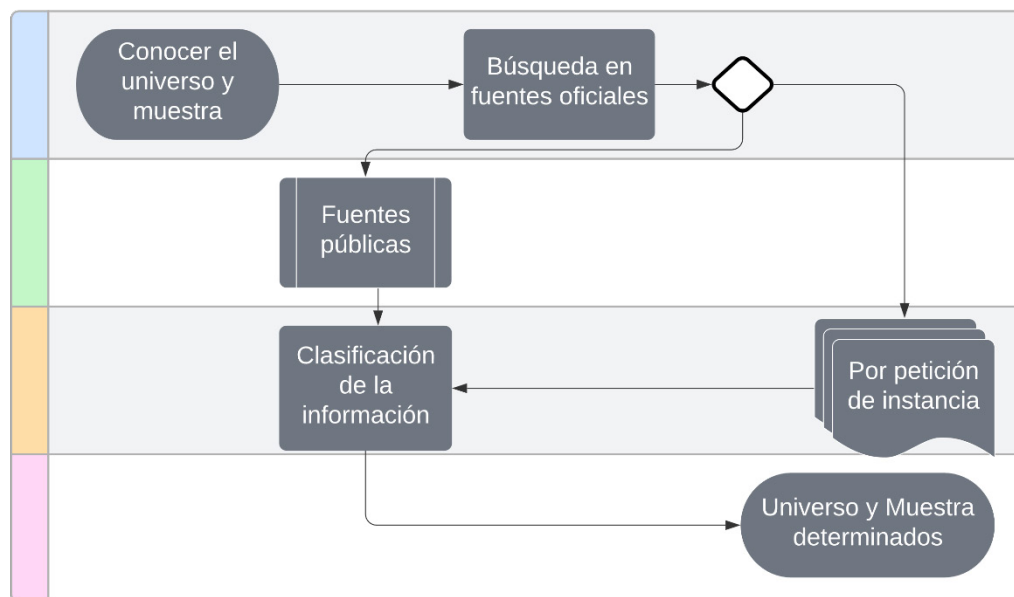 Conocer el
universo y
muestra
Búsqueda en
fuentes oficiales
Fuentes
públicas
Clasificación
de la
información
Por petición
de instancia
Universo y Muestra
determinados